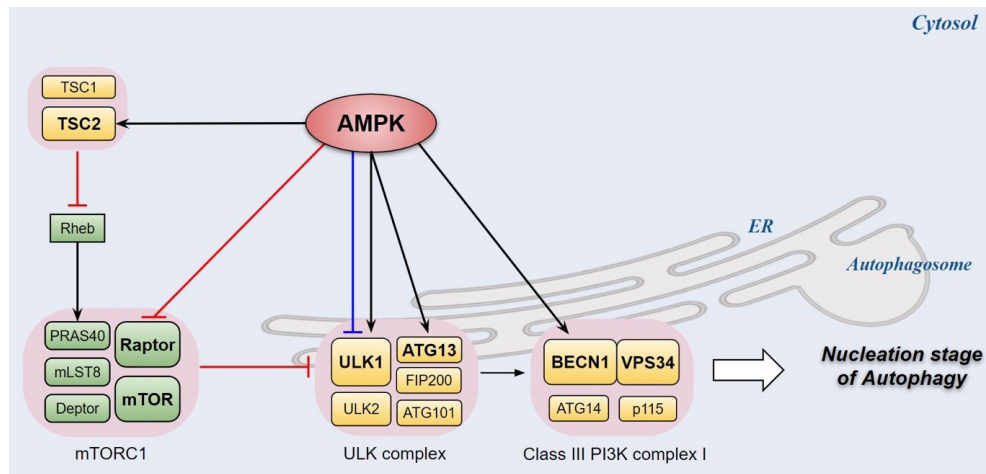 Cytosol
TSC1
TSC2
AMPK
Rheb
ER
Autophagosome
PRAS40
Raptor
mLST8
mTOR
Deptor
mTORC1
ULK1
ATG13
FIP200
ULK2
ATG101
ULK complex
BECN1
VPS34
ATG14
p115
Class III PI3K complex I
Nucleation stage
of Autophagy